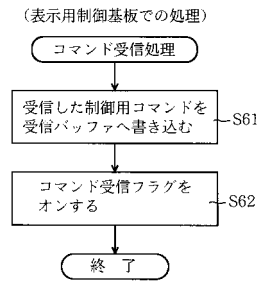 (表示用制御基板での処理)
コマンド受信処理
受信した制御用コマンドを
受信バッファへ書き込む
S61
コマンド受信フラグを
オンする
S62
終 了